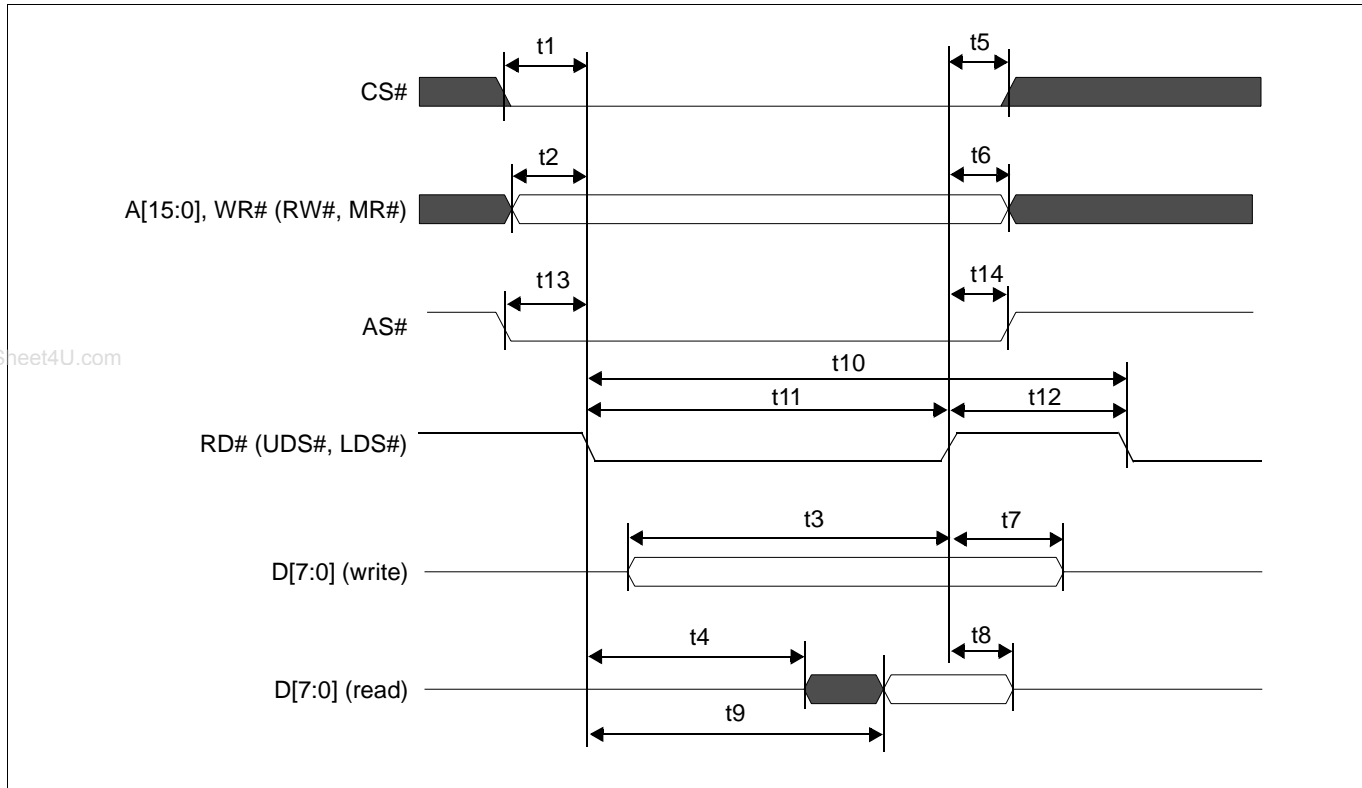 t1
t5
CS#
t2
t6
A[15:0], WR# (RW#, MR#)
t13
t14
AS#
heet4U.com
t10
t11
t12
RD# (UDS#, LDS#)
t3
t7
D[7:0] (write)
t4
t8
D[7:0] (read)
t9